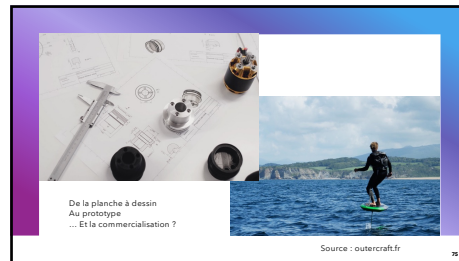 De la planche à dessin
Au prototype
... Et la commercialisation ?
Source : outercraft.fr
75